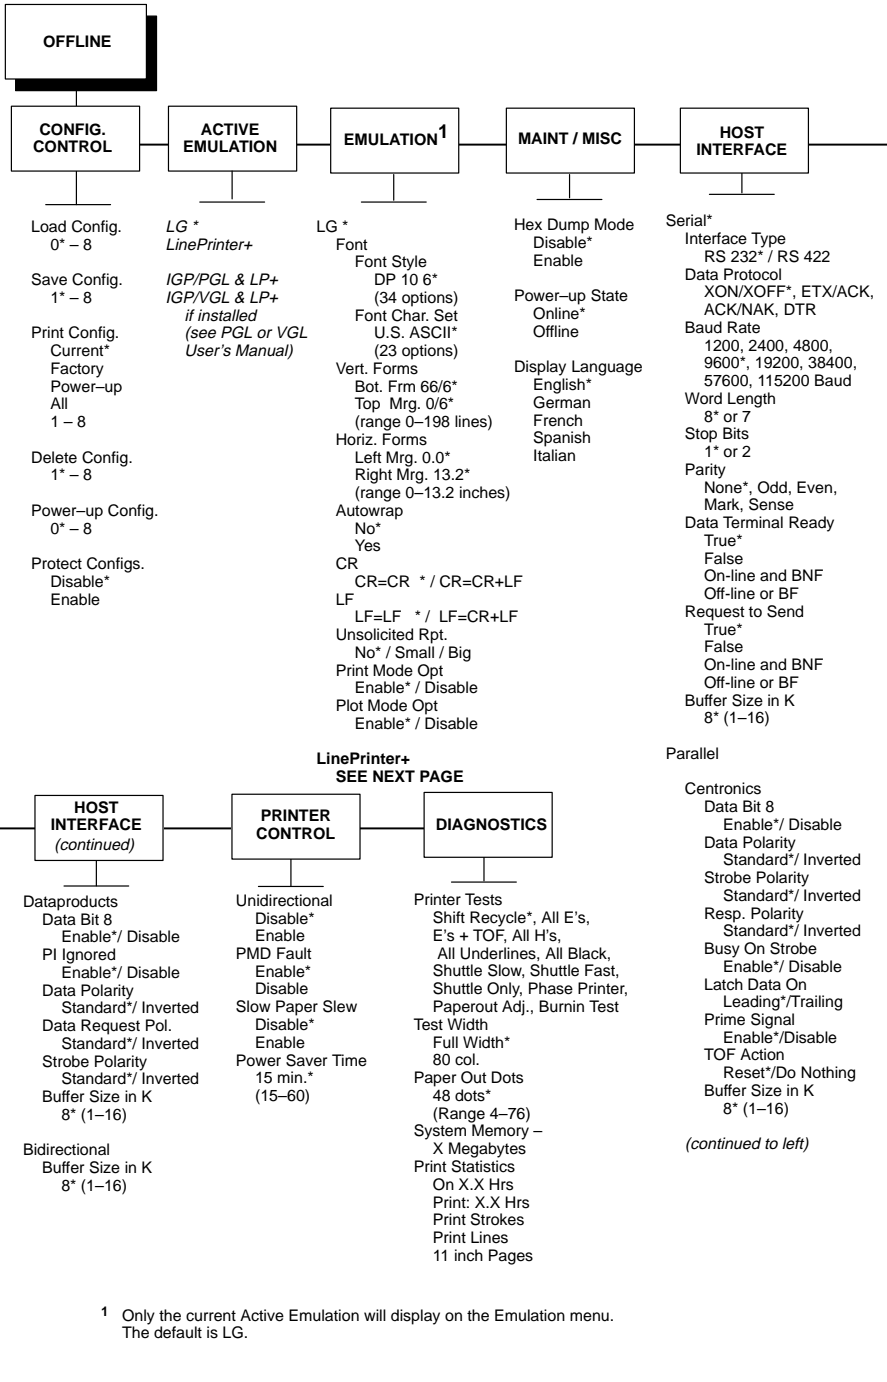 OFFLINE
CONFIG.
CONTROL
Load Config.
0* – 8
Save Config.
1* – 8
Print Config.
Current*
Factory
Power–up
All
1 – 8
Delete Config.
1* – 8
Power–up Config.
0* – 8
Protect Configs.
Disable*
Enable
ACTIVE
EMULATION
LG *
LinePrinter+
IGP/PGL & LP+
IGP/VGL & LP+
if installed
(see PGL or VGL
User's Manual)
EMULATION1
LG *
Font
Font Style
DP 10 6*
(34 options)
Font Char. Set
U.S. ASCII*
(23 options)
Vert. Forms
Bot. Frm 66/6*
Top Mrg. 0/6*
(range 0–198 lines)
Horiz. Forms
Left Mrg. 0.0*
Right Mrg. 13.2*
(range 0–13.2 inches)
Autowrap
No*
Yes
CR
CR=CR * / CR=CR+LF
LF
LF=LF * / LF=CR+LF
Unsolicited Rpt.
No* / Small / Big
Print Mode Opt
Enable* / Disable
Plot Mode Opt
Enable* / Disable
LinePrinter+
SEE NEXT PAGE
MAINT / MISC
Hex Dump Mode
Disable*
Enable
Power–up State
Online*
Offline
Display Language
English*
German
French
Spanish
Italian
HOST
INTERFACE
Serial*
Interface Type
RS 232* / RS 422
Data Protocol
XON/XOFF*, ETX/ACK,
ACK/NAK, DTR
Baud Rate
1200, 2400, 4800,
9600*, 19200, 38400,
57600, 115200 Baud
Word Length
8* or 7
Stop Bits
1* or 2
Parity
None*, Odd, Even,
Mark, Sense
Data Terminal Ready
True*
False
On-line and BNF
Off-line or BF
Request to Send
True*
False
On-line and BNF
Off-line or BF
Buffer Size in K
8* (1–16)
Parallel
Centronics
Data Bit 8
Enable*/ Disable
Data Polarity
Standard*/ Inverted
Strobe Polarity
Standard*/ Inverted
Resp. Polarity
Standard*/ Inverted
Busy On Strobe
Enable*/ Disable
Latch Data On
Leading*/Trailing
Prime Signal
Enable*/Disable
TOF Action
Reset*/Do Nothing
Buffer Size in K
8* (1–16)
(continued to left)
HOST
INTERFACE
(continued)
Dataproducts
Data Bit 8
Enable*/ Disable
PI Ignored
Enable*/ Disable
Data Polarity
Standard*/ Inverted
Data Request Pol.
Standard*/ Inverted
Strobe Polarity
Standard*/ Inverted
Buffer Size in K
8* (1–16)
Bidirectional
Buffer Size in K
8* (1–16)
PRINTER
CONTROL
Unidirectional
Disable*
Enable
PMD Fault
Enable*
Disable
Slow Paper Slew
Disable*
Enable
Power Saver Time
15 min.*
(15–60)
DIAGNOSTICS
Printer Tests
Shift Recycle*, All E's,
E's + TOF, All H's,
All Underlines, All Black,
Shuttle Slow, Shuttle Fast,
Shuttle Only, Phase Printer,
Paperout Adj., Burnin Test
Test Width
Full Width*
80 col.
Paper Out Dots
48 dots*
(Range 4–76)
System Memory –
X Megabytes
Print Statistics
On X.X Hrs
Print: X.X Hrs
Print Strokes
Print Lines
11 inch Pages
1 Only the current Active Emulation will display on the Emulation menu.
The default is LG.